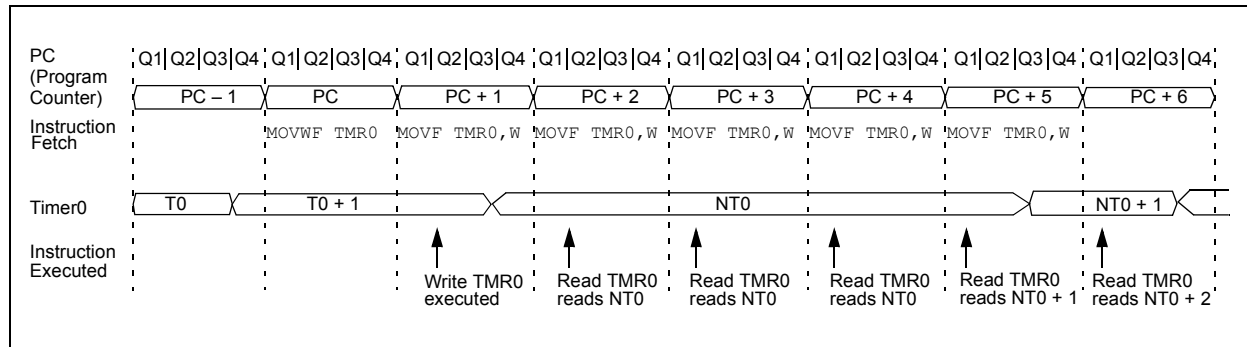 PC
(Program
Counter)
Q1|Q2|Q3|Q4 Q1|Q2|Q3|Q4 Q1|Q2|Q3|Q4 Q1|Q2|Q3|Q4 Q1|Q2|Q3|Q4 Q1|Q2|Q3|Q4 Q1|Q2|Q3|Q4 Q1|Q2|Q3|Q4
PC – 1 PC PC + 1 PC + 2 PC + 3 PC + 4 PC + 5 PC + 6
Instruction
Fetch
MOVWF TMR0 MOVF TMR0,W MOVF TMR0,W MOVF TMR0,W MOVF TMR0,W MOVF TMR0,W
Timer0
T0 T0 + 1 NT0 NT0 + 1
Instruction
Executed
Write TMR0
executed
Read TMR0
reads NT0
Read TMR0
reads NT0
Read TMR0
reads NT0
Read TMR0
reads NT0 + 1
Read TMR0
reads NT0 + 2